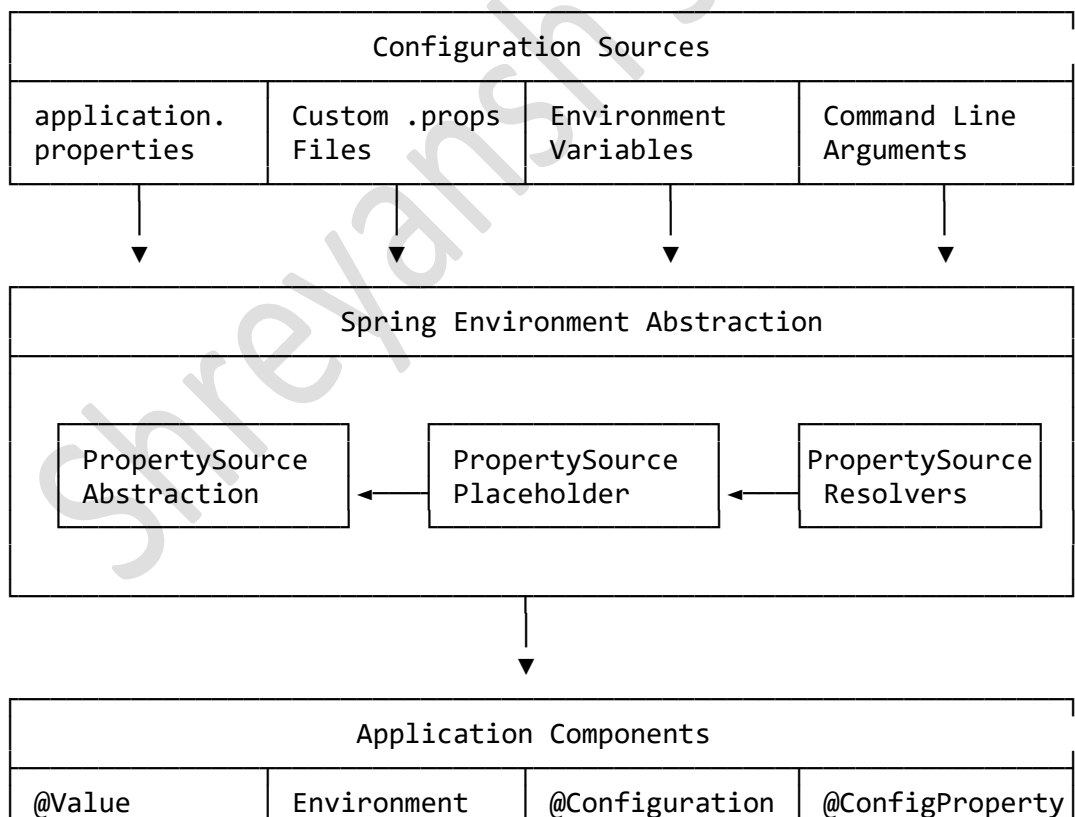 Configuration Sources
application. Custom .props Environment Command Line
properties Files Variables Arguments
Spring Environment Abstraction
PropertySource PropertySource PropertySource
Abstraction Placeholder Resolvers
Application Components
@Value Environment @Configuration @ConfigProperty
Shreyansh